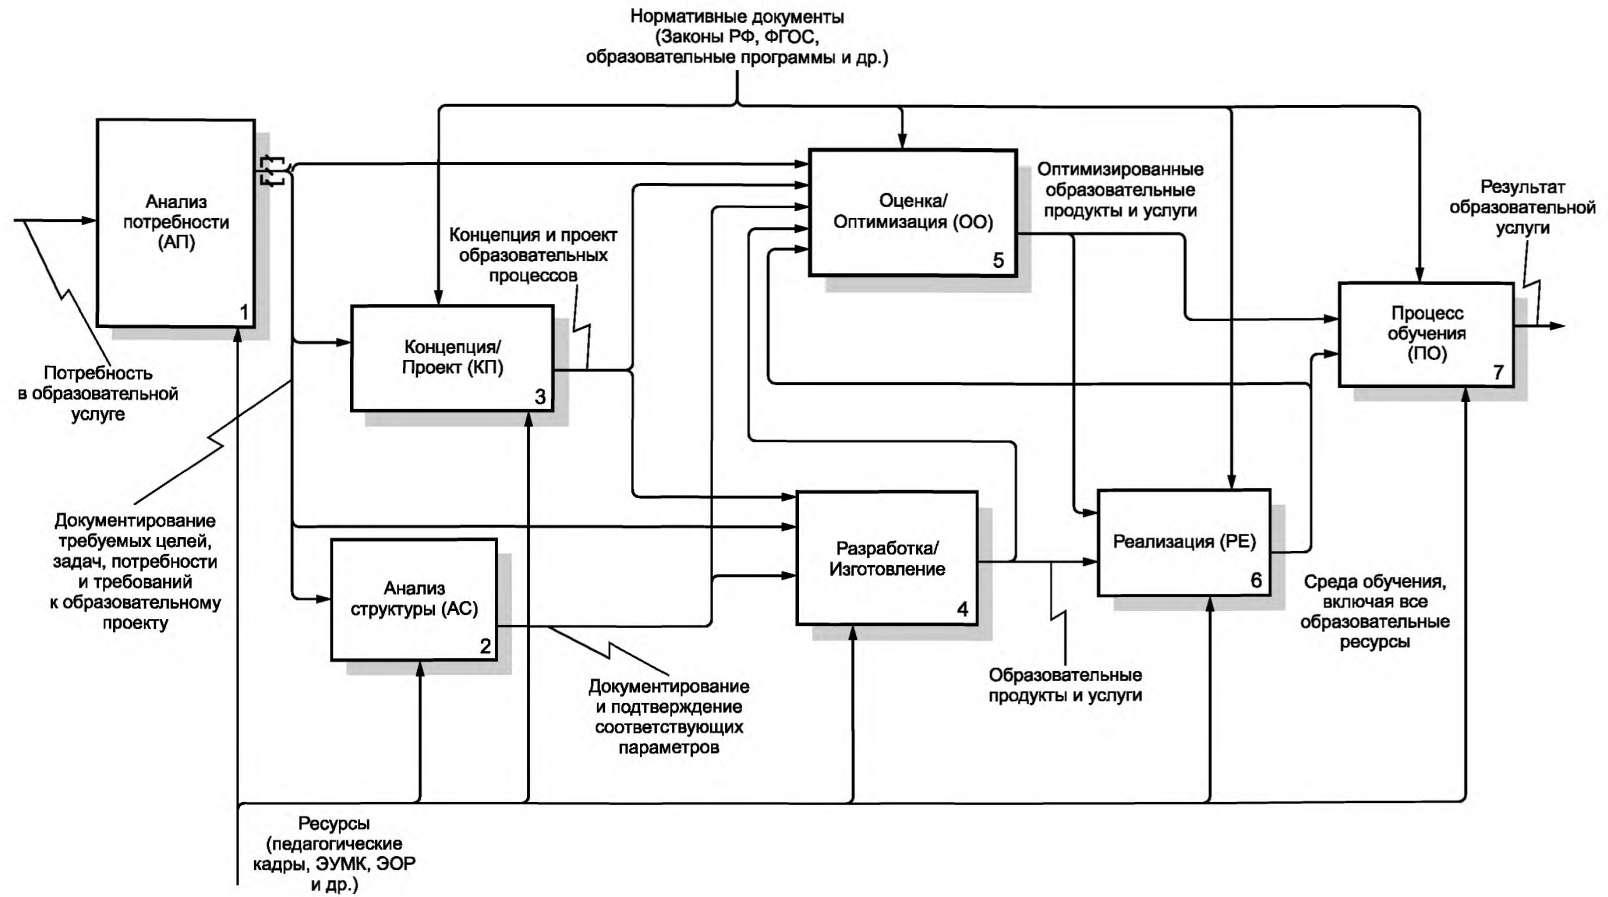 Нормативные документы
(Законы РФ, ФГОС,
образовательные программы и др.)
Анализ
потребности
(АП)
1
Потребность
в образовательной
услуге
Концепция и проект
образовательных
процессов
Концепция/
Проект (КП)
3
Оценка/
Оптимизация (ОО)
5
Оптимизированные
образовательные
продукты и услуги
Результат
образовательной
услуги
Процесс
обучения
(ПО)
7
Документирование
требуемых целей,
задач, потребности
и требований
к образовательному
проекту
Анализ
структуры (АС)
2
Разработка/
Изготовление
4
Реализация (РЕ)
6
Среда обучения,
включая все
образовательные
ресурсы
Документирование
и подтверждение
соответствующих
параметров
Образовательные
продукты и услуги
Ресурсы
(педагогические
кадры, ЭУМК, ЭОР
и др.)